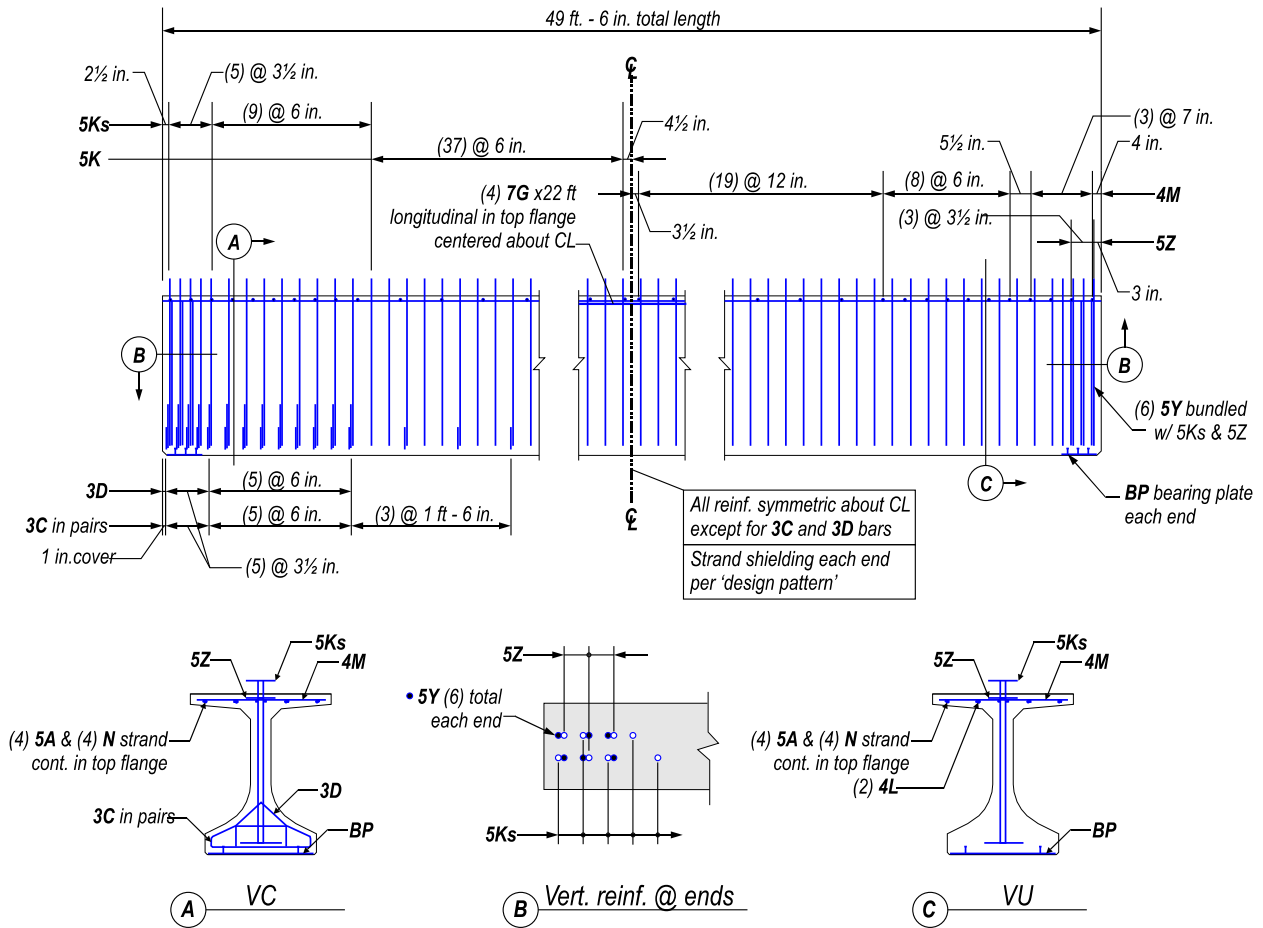 49 ft. - 6 in. total length
2½ in.
(5) @ 3½ in.
(9) @ 6 in.
5Ks
5K
(37) @ 6 in.
CL
4½ in.
(3) @ 7 in.
5½ in.
4 in.
(4) 7G x22 ft
longitudinal in top flange
centered about CL
(19) @ 12 in.
(8) @ 6 in.
4M
3½ in.
(3) @ 3½ in.
5Z
3 in.
A
B
B
(6) 5Y bundled
w/ 5Ks & 5Z
C
BP bearing plate
each end
3D
(5) @ 6 in.
3C in pairs
(5) @ 6 in.
(3) @ 1 ft - 6 in.
1 in.cover
(5) @ 3½ in.
CL
All reinf. symmetric about CL
except for 3C and 3D bars
Strand shielding each end
per ‘design pattern’
5Z
5Ks
4M
(4) 5A & (4) N strand
cont. in top flange
3C in pairs
3D
BP
A VC
5Z
5Y (6) total
each end
5Ks
B Vert. reinf. @ ends
5Z
5Ks
4M
(4) 5A & (4) N strand
cont. in top flange
(2) 4L
BP
C VU